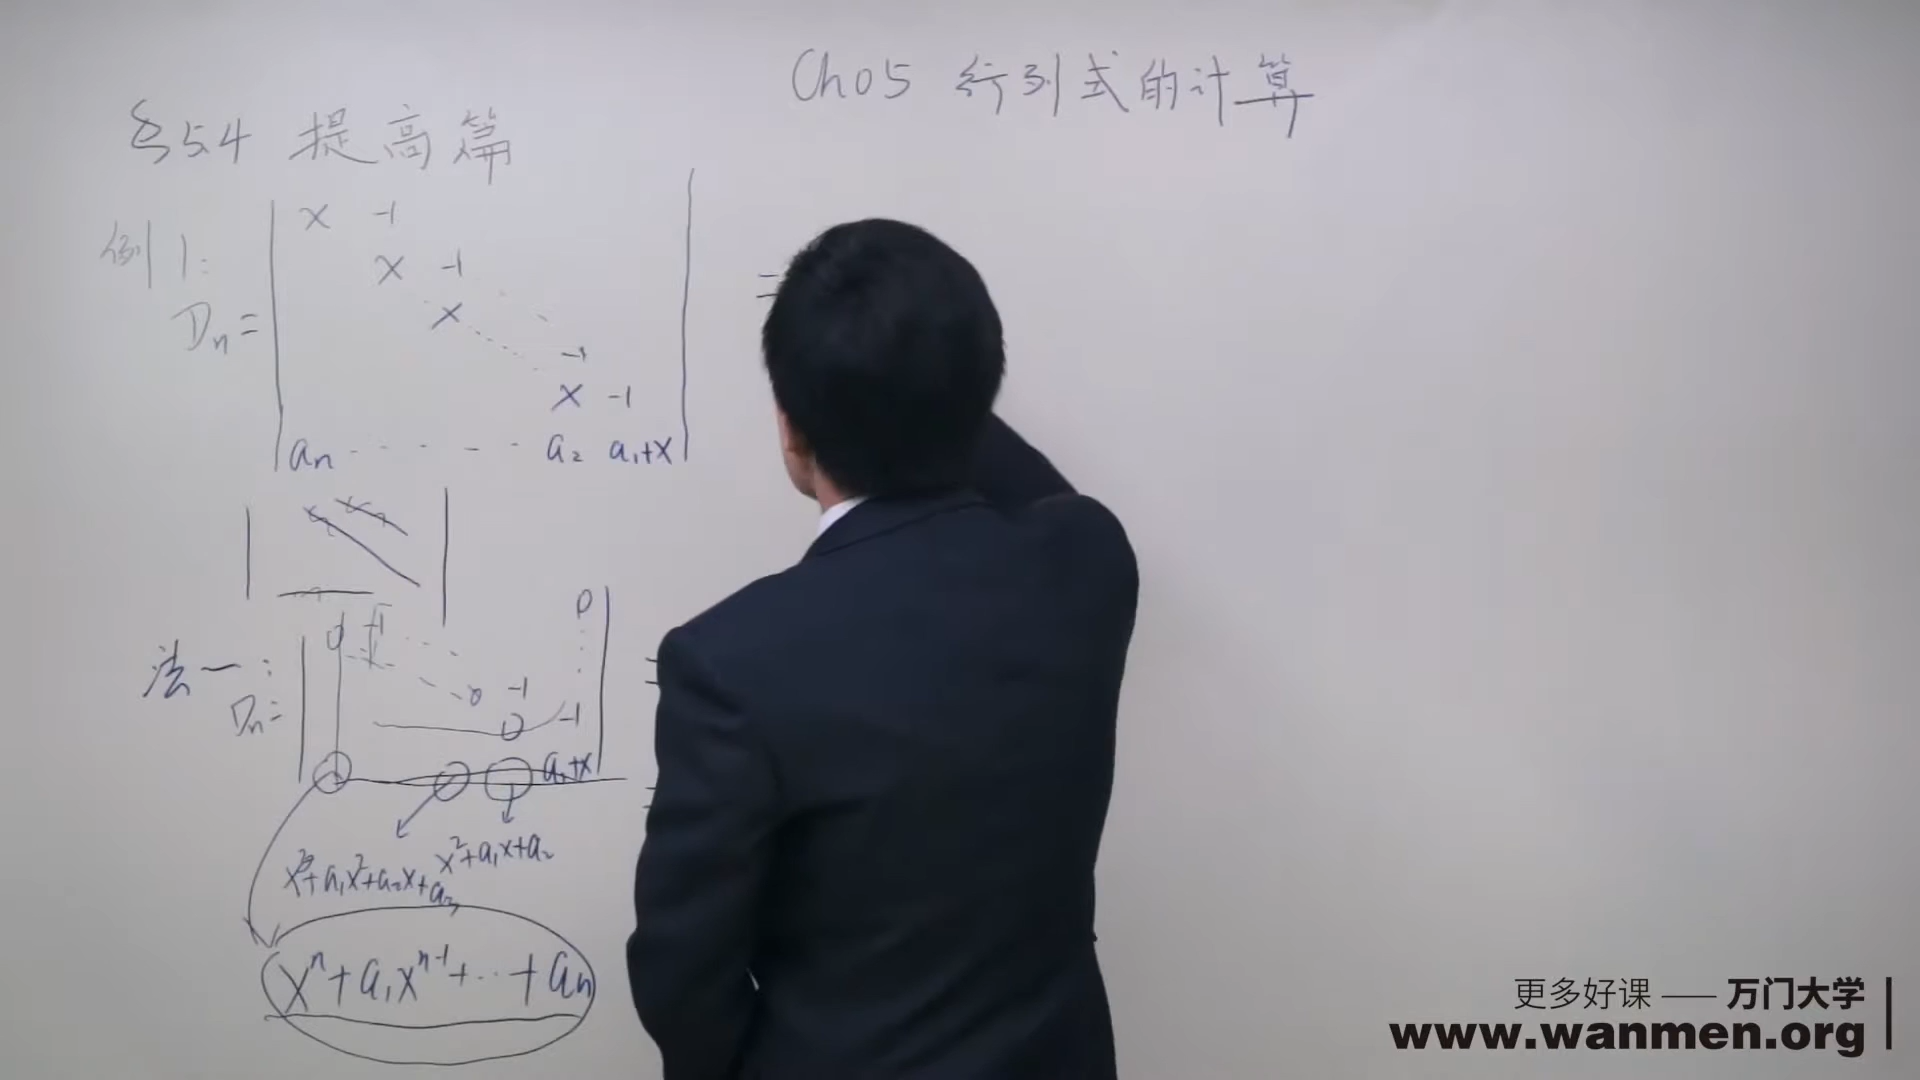 Ch05 行列式的计算
§5.4 提高篇
例1:
Dn=
x -1
x -1
x
-1
x -1
an ····· a2 a1+x
=
法一:
Dn=
0 -1 0
0 -1
0 -1
a1+x
x²+a1x+a2
x³+a1x²+a2x+a3
xⁿ+a1xⁿ⁻¹+···+an
更多好课 —— 万门大学
www.wanmen.org